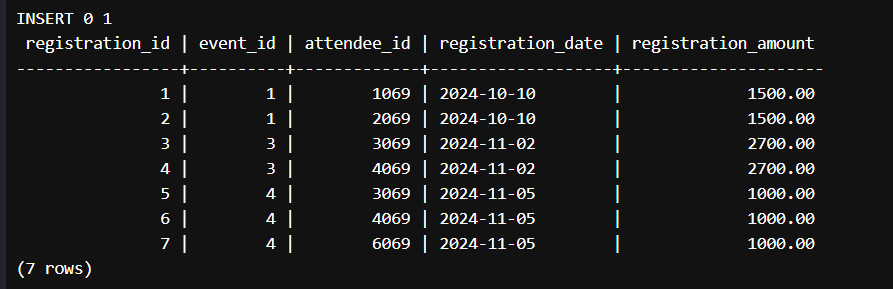 INSERT 0 1
 registration_id | event_id | attendee_id | registration_date | registration_amount
-----------------+----------+-------------+-------------------+---------------------
               1 |        1 |        1069 | 2024-10-10        |             1500.00
               2 |        1 |        2069 | 2024-10-10        |             1500.00
               3 |        3 |        3069 | 2024-11-02        |             2700.00
               4 |        3 |        4069 | 2024-11-02        |             2700.00
               5 |        4 |        3069 | 2024-11-05        |             1000.00
               6 |        4 |        4069 | 2024-11-05        |             1000.00
               7 |        4 |        6069 | 2024-11-05        |             1000.00
(7 rows)